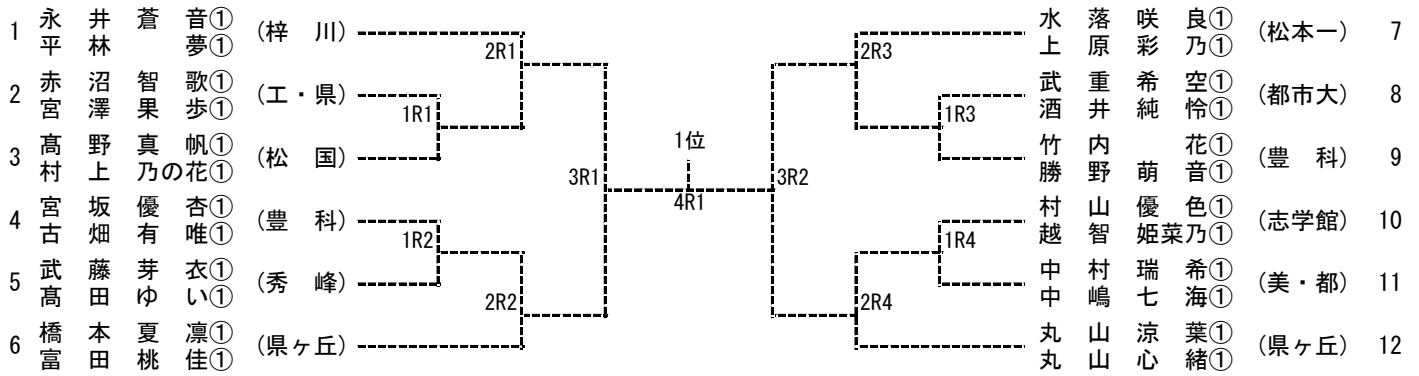 1 永井蒼音① 平林夢① (梓川)
2 赤沼智歌① 宮澤果歩① (工・県)
3 髙野真帆① 村上乃の花① (松国)
4 宮坂優杏① 古畑有唯① (豊科)
5 武藤芽衣① 髙田ゆい① (秀峰)
6 橋本夏凛① 富田桃佳① (県ヶ丘)
2R1
1R1
3R1
1R2
2R2
1位
4R1
2R3
1R3
3R2
1R4
2R4
水落咲良① 上原彩乃① (松本一) 7
武重希空① 酒井純怜① (都市大) 8
竹内花① 勝野萌音① (豊科) 9
村山優色① 越智姫菜乃① (志学館) 10
中村瑞希① 中嶋七海① (美・都) 11
丸山涼葉① 丸山心緒① (県ヶ丘) 12